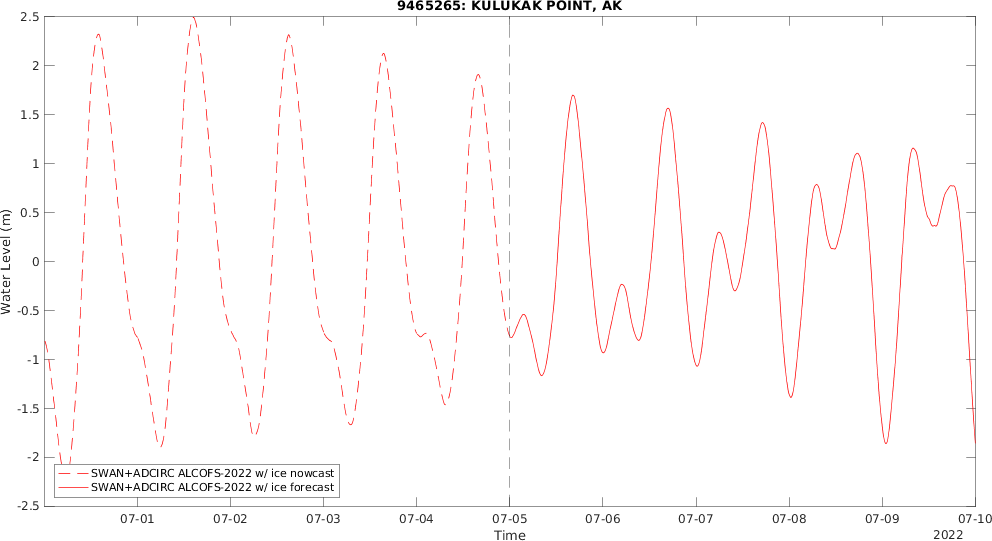 9465265: KULUKAK POINT, AK
Water Level (m)
2.5
2
1.5
1
0.5
0
-0.5
-1
-1.5
-2
-2.5
SWAN+ADCIRC ALCOFS-2022 w/ ice nowcast
SWAN+ADCIRC ALCOFS-2022 w/ ice forecast
07-01 07-02 07-03 07-04 07-05 07-06 07-07 07-08 07-09 07-10
Time
2022